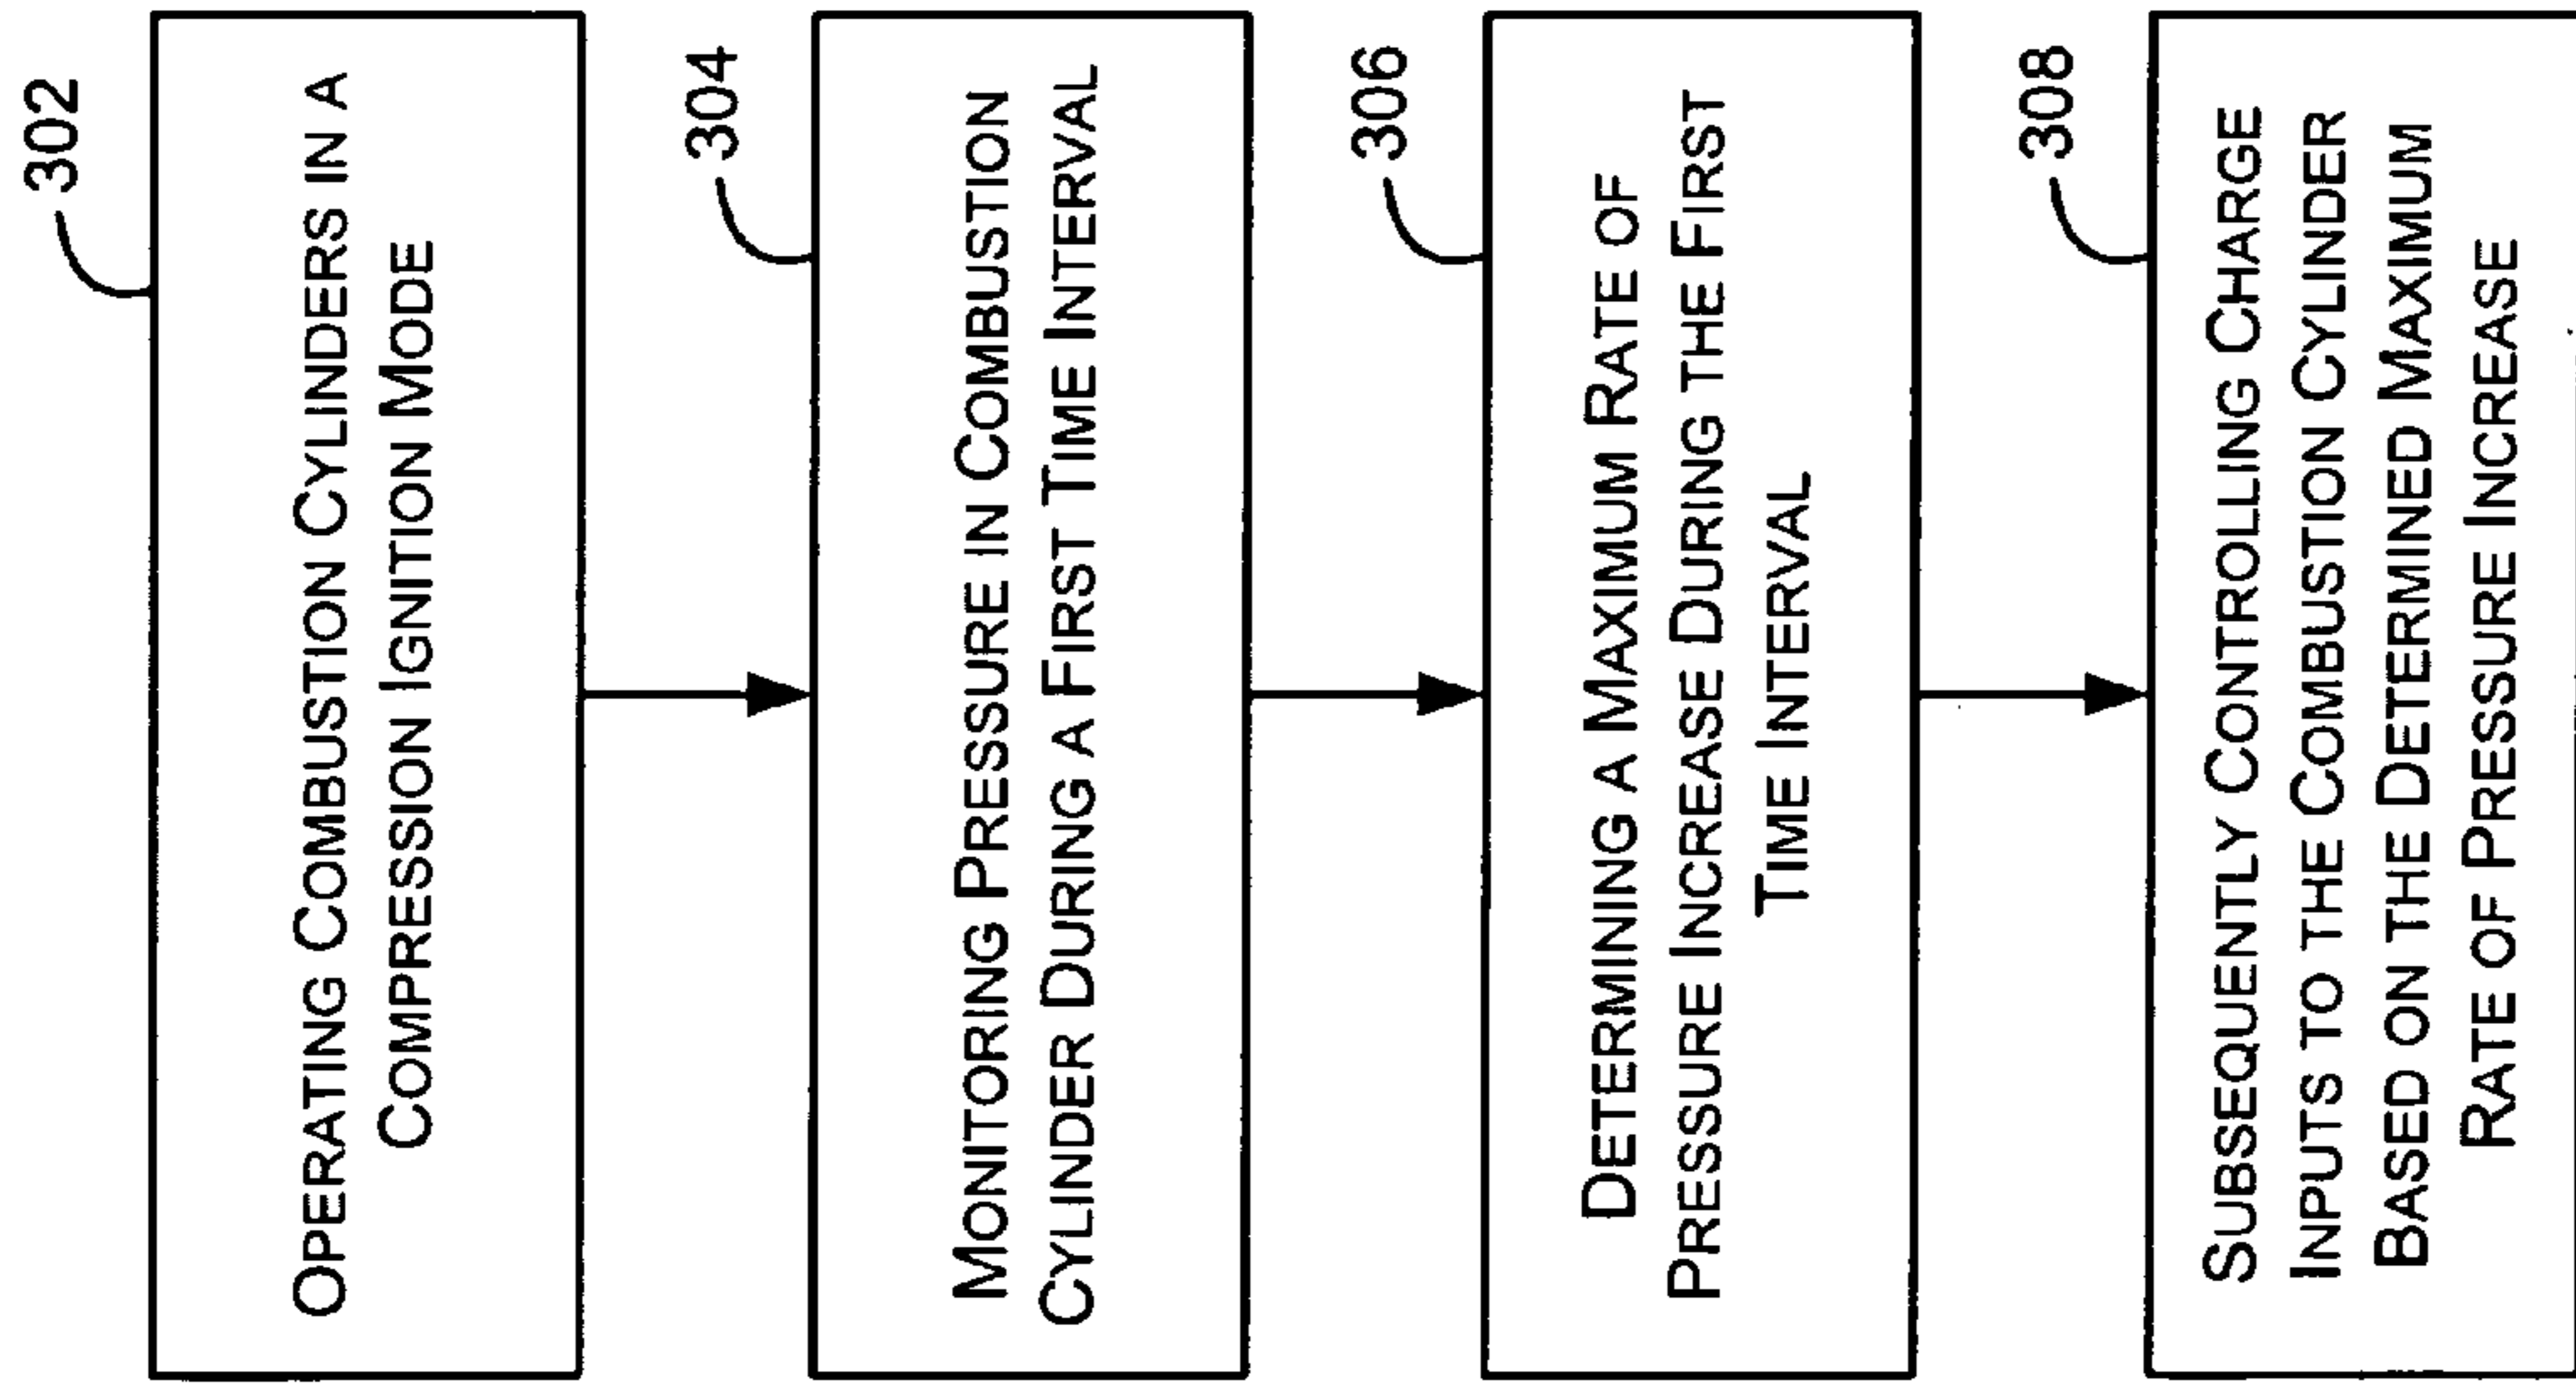 302
OPERATING COMBUSTION CYLINDERS IN A
COMPRESSION IGNITION MODE
304
MONITORING PRESSURE IN COMBUSTION
CYLINDER DURING A FIRST TIME INTERVAL
306
DETERMINING A MAXIMUM RATE OF
PRESSURE INCREASE DURING THE FIRST
TIME INTERVAL
308
SUBSEQUENTLY CONTROLLING CHARGE
INPUTS TO THE COMBUSTION CYLINDER
BASED ON THE DETERMINED MAXIMUM
RATE OF PRESSURE INCREASE